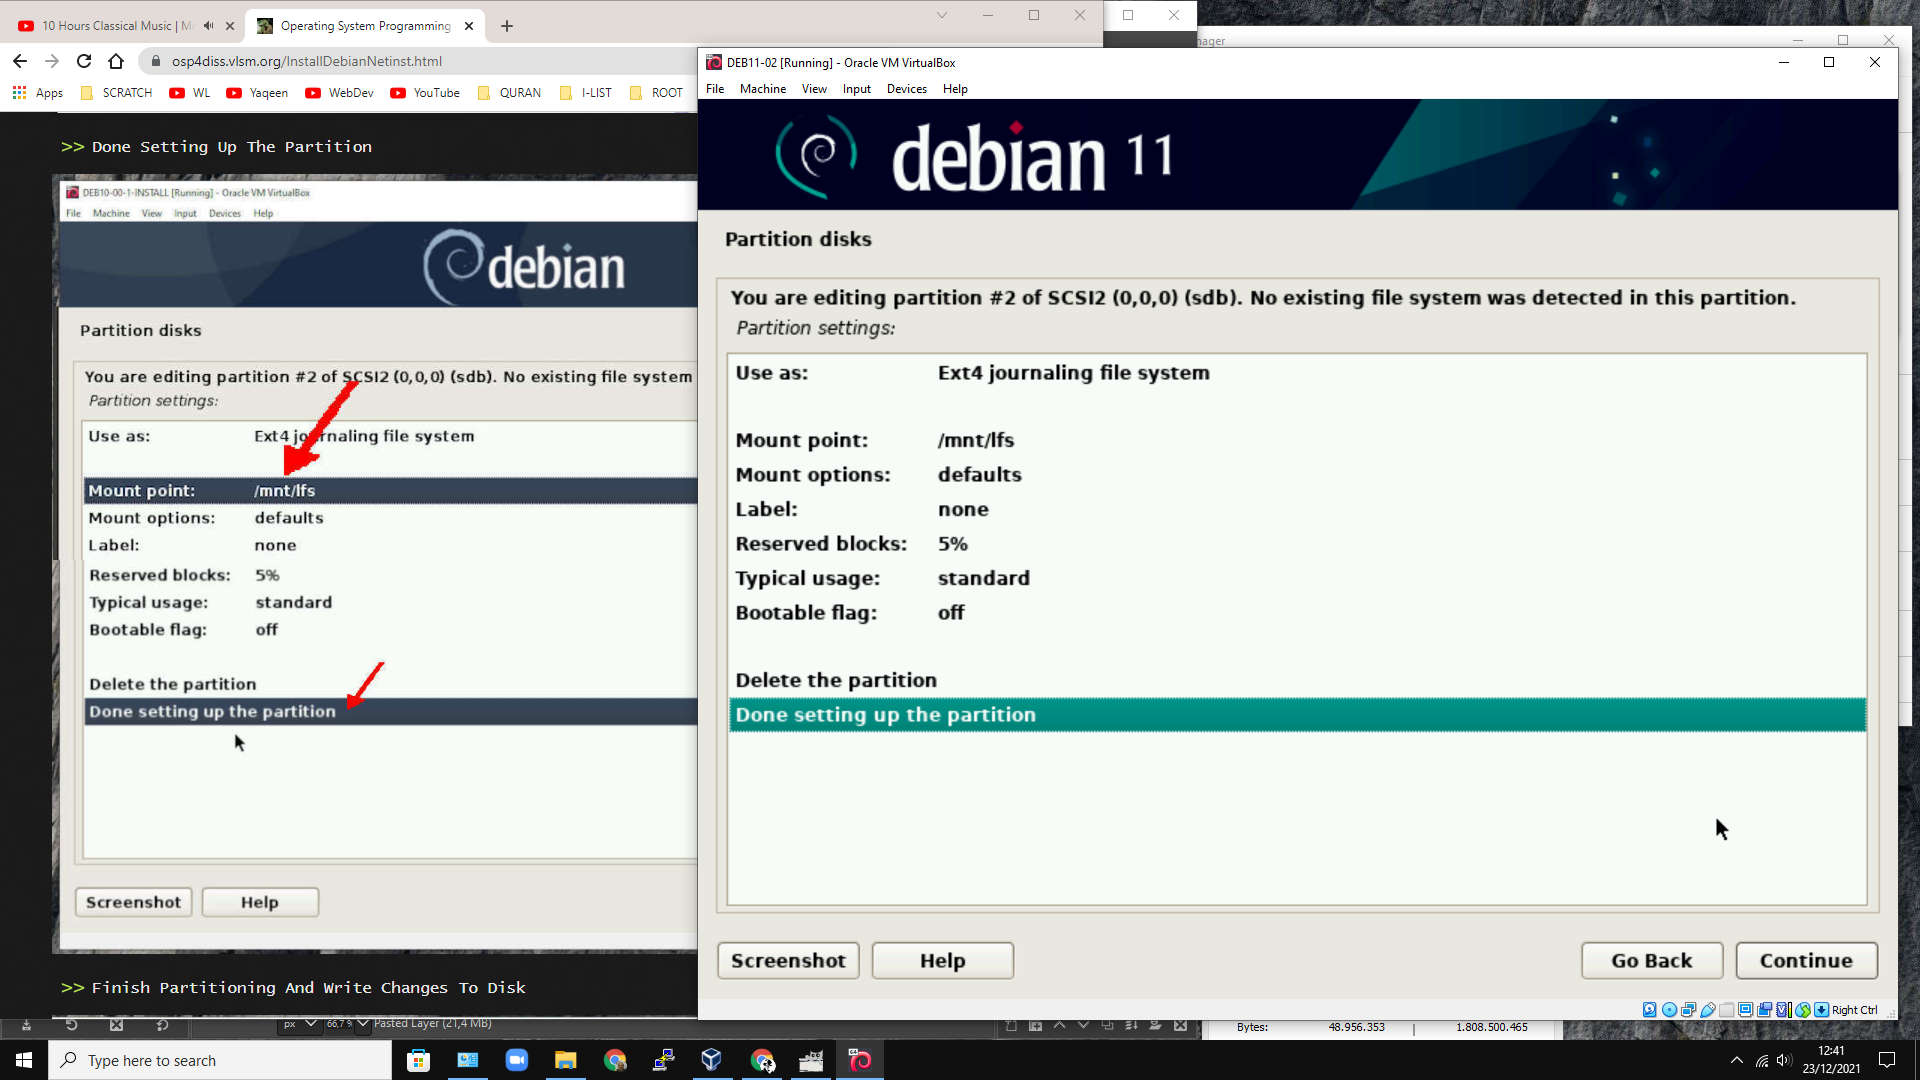 10 Hours Classical Music | M
Operating System Programming
osp4diss.vlsm.org/InstallDebianNetinst.html
Apps SCRATCH WL Yaqeen WebDev YouTube QURAN I-LIST ROOT
>> Done Setting Up The Partition
DEB10-00-1-INSTALL [Running] - Oracle VM VirtualBox
File Machine View Input Devices Help
debian
Partition disks
You are editing partition #2 of SCSI2 (0,0,0) (sdb). No existing file system
Partition settings:
Use as: Ext4 journaling file system
Mount point: /mnt/lfs
Mount options: defaults
Label: none
Reserved blocks: 5%
Typical usage: standard
Bootable flag: off
Delete the partition
Done setting up the partition
Screenshot Help
>> Finish Partitioning And Write Changes To Disk
px 66,7 % Pasted Layer (21,4 MB)
nager
DEB11-02 [Running] - Oracle VM VirtualBox
File Machine View Input Devices Help
debian 11
Partition disks
You are editing partition #2 of SCSI2 (0,0,0) (sdb). No existing file system was detected in this partition.
Partition settings:
Use as: Ext4 journaling file system
Mount point: /mnt/lfs
Mount options: defaults
Label: none
Reserved blocks: 5%
Typical usage: standard
Bootable flag: off
Delete the partition
Done setting up the partition
Screenshot Help Go Back Continue
Right Ctrl
Bytes: 48.956.353 | 1.808.500.465
Type here to search
12:41
23/12/2021